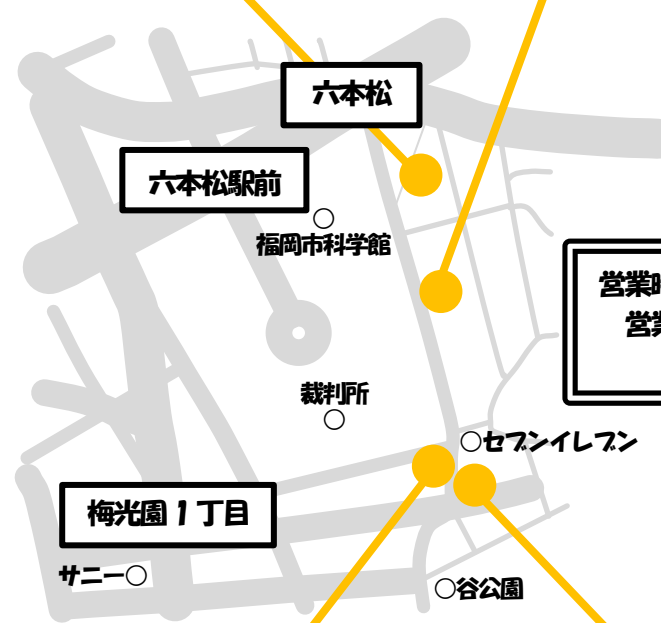 六本松
六本松駅前
○
福岡市科学館
営業時
営業
裁判所
○
○セブンイレブン
梅光園1丁目
サニー○
○谷公園